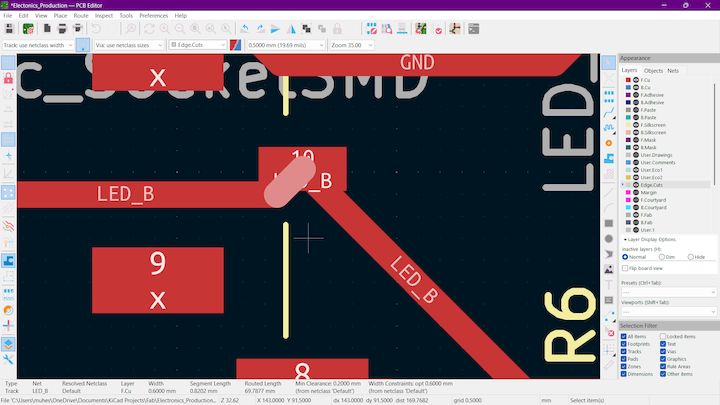 *Electonics_Production — PCB Editor
File Edit View Place Route Inspect Tools Preferences Help
Track: use netclass width Via: use netclass sizes Edge.Cuts 0.5000 mm (19.69 mils) Zoom 35.00
c_SocketSMD
GND
X
10
LED_B
LED_B
LED_B
LED_
9
X
R6
8
Appearance
Layers Objects Nets
F.Cu
B.Cu
F.Adhesive
B.Adhesive
F.Paste
B.Paste
F.Silkscreen
B.Silkscreen
F.Mask
B.Mask
User.Drawings
User.Comments
User.Eco1
User.Eco2
Edge.Cuts
Margin
F.Courtyard
B.Courtyard
F.Fab
B.Fab
User.1
Layer Display Options
Inactive layers (H):
Normal Dim Hide
Flip board view
Presets (Ctrl+Tab):
---
Viewports (Shift+Tab):
---
Selection Filter
All items Locked items
Footprints Text
Tracks Vias
Pads Graphics
Zones Rule Areas
Dimensions Other items
Type Net Resolved Netclass Layer Width Segment Length Routed Length Min Clearance: 0.2000 mm Width Constraints: opt 0.6000 mm
Track LED_B Default F.Cu 0.6000 mm 0.8202 mm 69.7877 mm (from netclass 'Default') (from netclass 'Default')
File 'C:\Users\muhen\OneDrive\Documents\KiCad Projects\Fab\Electronics_Production... Z 32.62 X 143.0000 Y 91.5000 dx 143.0000 dy 91.5000 dist 169.7682 grid 0.5000 mm Select item(s)